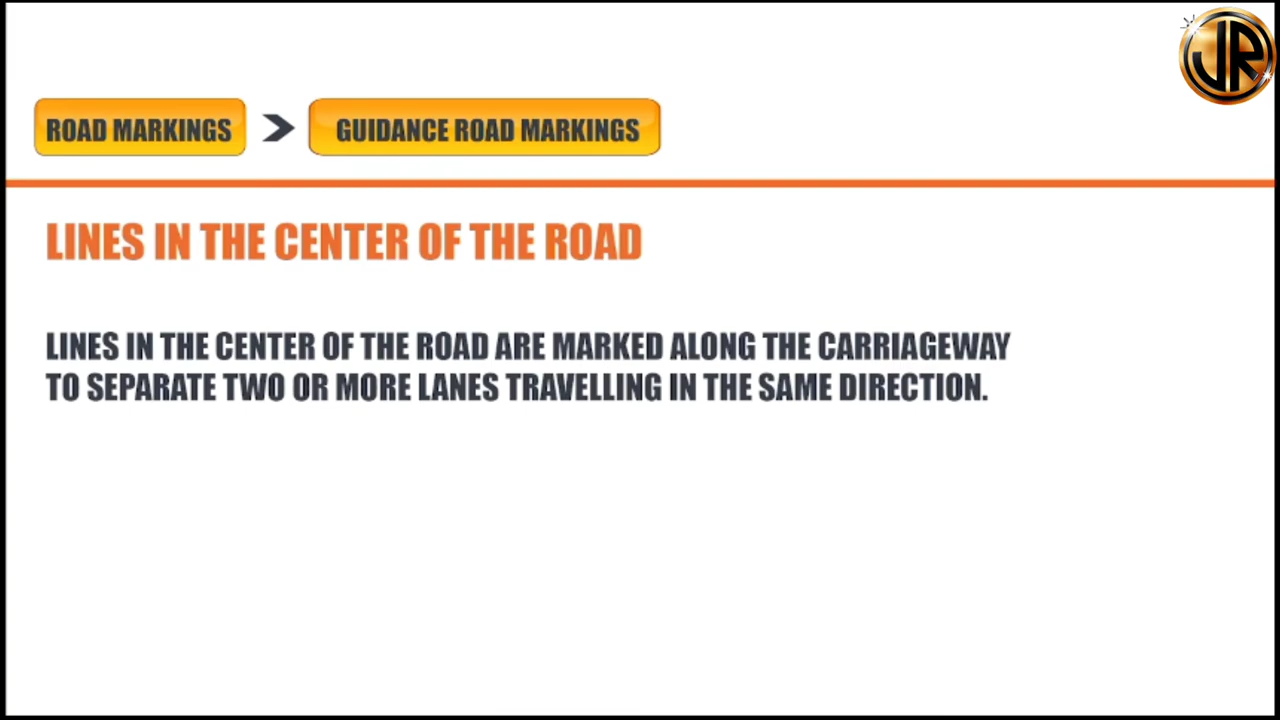 JR
ROAD MARKINGS > GUIDANCE ROAD MARKINGS
LINES IN THE CENTER OF THE ROAD
LINES IN THE CENTER OF THE ROAD ARE MARKED ALONG THE CARRIAGEWAY
TO SEPARATE TWO OR MORE LANES TRAVELLING IN THE SAME DIRECTION.